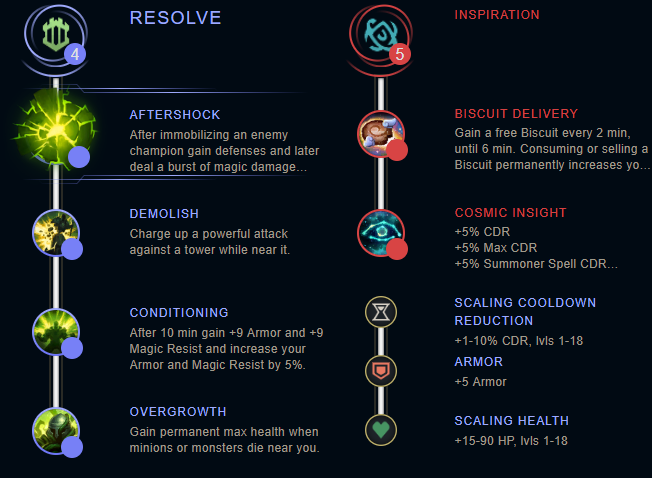 RESOLVE
4
AFTERSHOCK
After immobilizing an enemy
champion gain defenses and later
deal a burst of magic damage...
DEMOLISH
Charge up a powerful attack
against a tower while near it.
CONDITIONING
After 10 min gain +9 Armor and +9
Magic Resist and increase your
Armor and Magic Resist by 5%.
OVERGROWTH
Gain permanent max health when
minions or monsters die near you.
INSPIRATION
5
BISCUIT DELIVERY
Gain a free Biscuit every 2 min,
until 6 min. Consuming or selling a
Biscuit permanently increases yo...
COSMIC INSIGHT
+5% CDR
+5% Max CDR
+5% Summoner Spell CDR...
SCALING COOLDOWN
REDUCTION
+1-10% CDR, lvls 1-18
ARMOR
+5 Armor
SCALING HEALTH
+15-90 HP, lvls 1-18